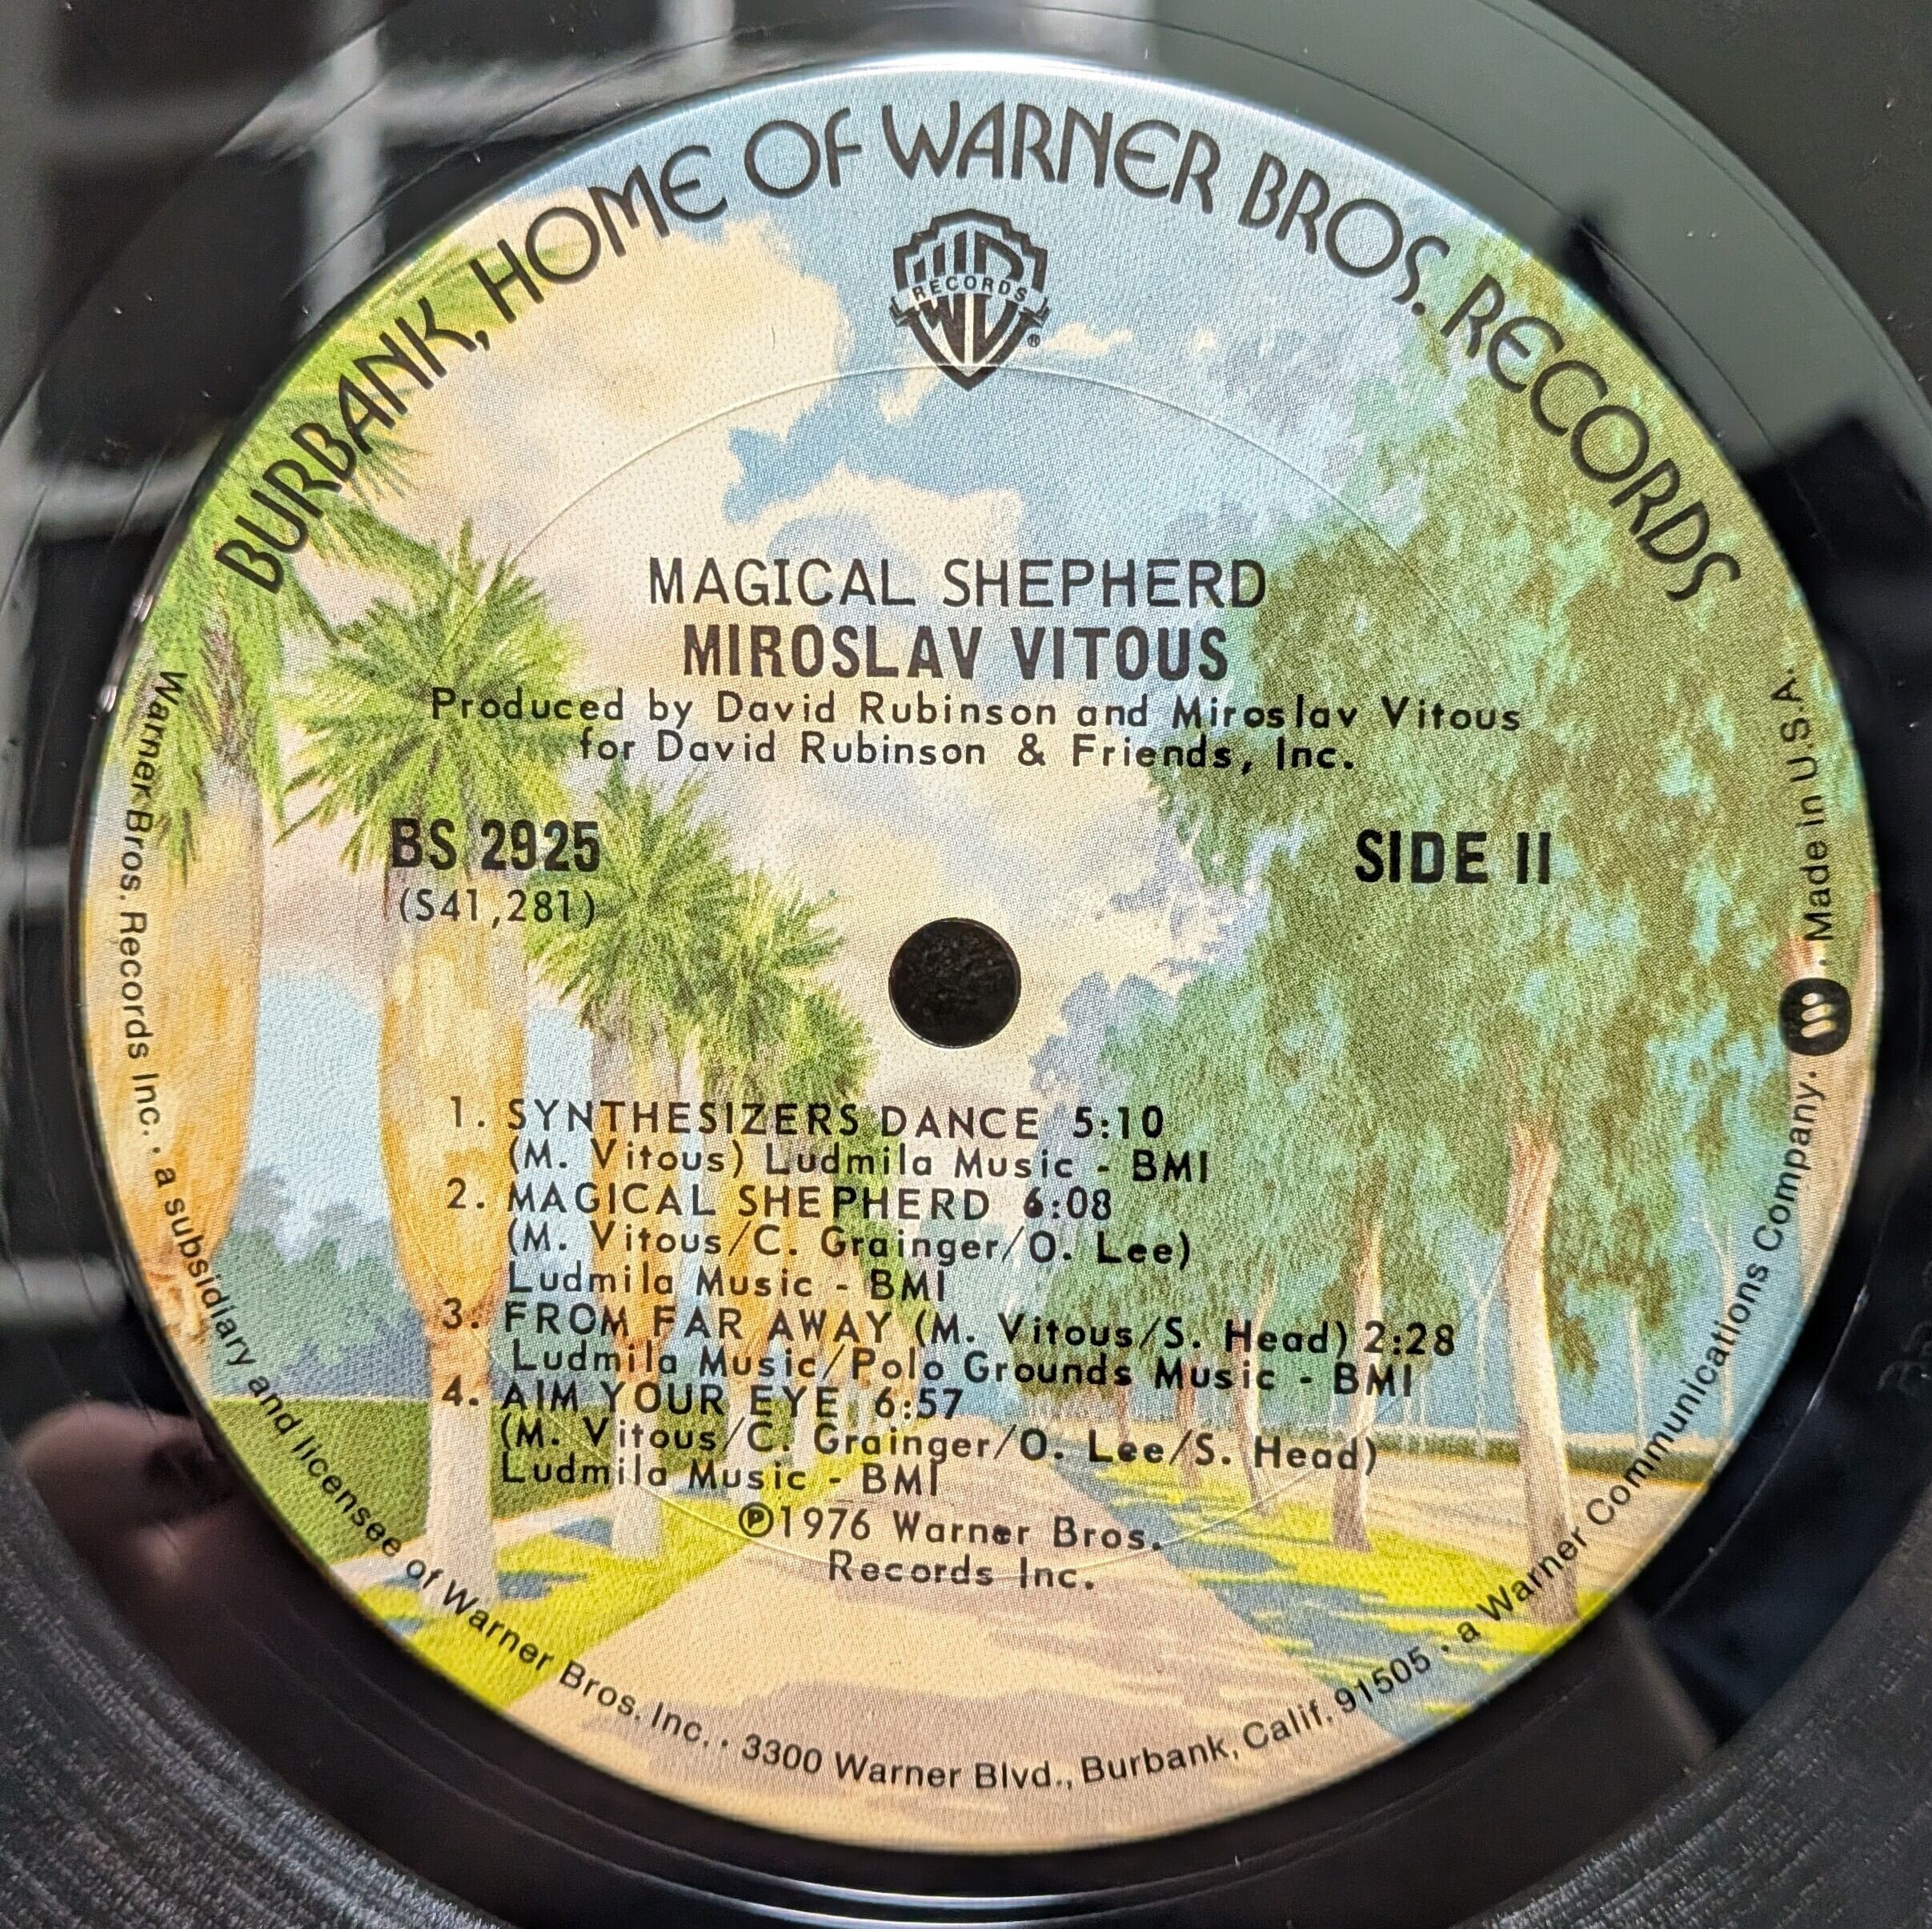 BURBANK, HOME OF WARNER BROS. RECORDS
RECORDS
®
MAGICAL SHEPHERD
MIROSLAV VITOUS
Produced by David Rubinson and Miroslav Vitous
for David Rubinson & Friends, Inc.
BS 2925
(S41,281)
SIDE II
1. SYNTHESIZERS DANCE 5:10
(M. Vitous) Ludmila Music - BMI
2. MAGICAL SHEPHERD 6:08
(M. Vitous/C. Grainger/O. Lee)
Ludmila Music - BMI
3. FROM FAR AWAY (M. Vitous/S. Head) 2:28
Ludmila Music/Polo Grounds Music - BMI
4. AIM YOUR EYE 6:57
(M. Vitous/C. Grainger/O. Lee/S. Head)
Ludmila Music - BMI
℗1976 Warner Bros.
Records Inc.
Warner Bros. Records Inc. • a subsidiary and licensee of Warner Bros. Inc. • 3300 Warner Blvd., Burbank, Calif. 91505 • a Warner Communications Company. • Made in U.S.A.